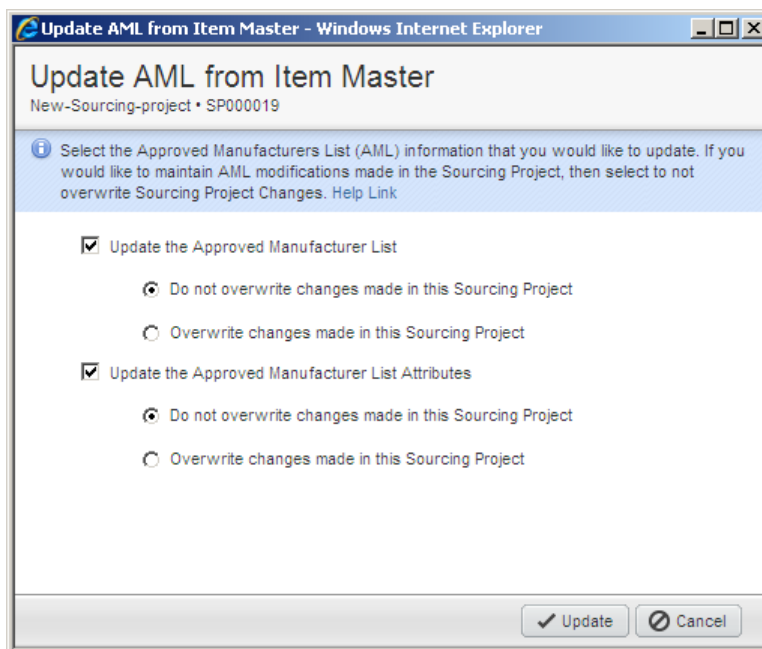 Update AML from Item Master - Windows Internet Explorer
Update AML from Item Master
New-Sourcing-project • SP000019
Select the Approved Manufacturers List (AML) information that you would like to update. If you
would like to maintain AML modifications made in the Sourcing Project, then select to not
overwrite Sourcing Project Changes. Help Link
Update the Approved Manufacturer List
Do not overwrite changes made in this Sourcing Project
Overwrite changes made in this Sourcing Project
Update the Approved Manufacturer List Attributes
Do not overwrite changes made in this Sourcing Project
Overwrite changes made in this Sourcing Project
Update Cancel